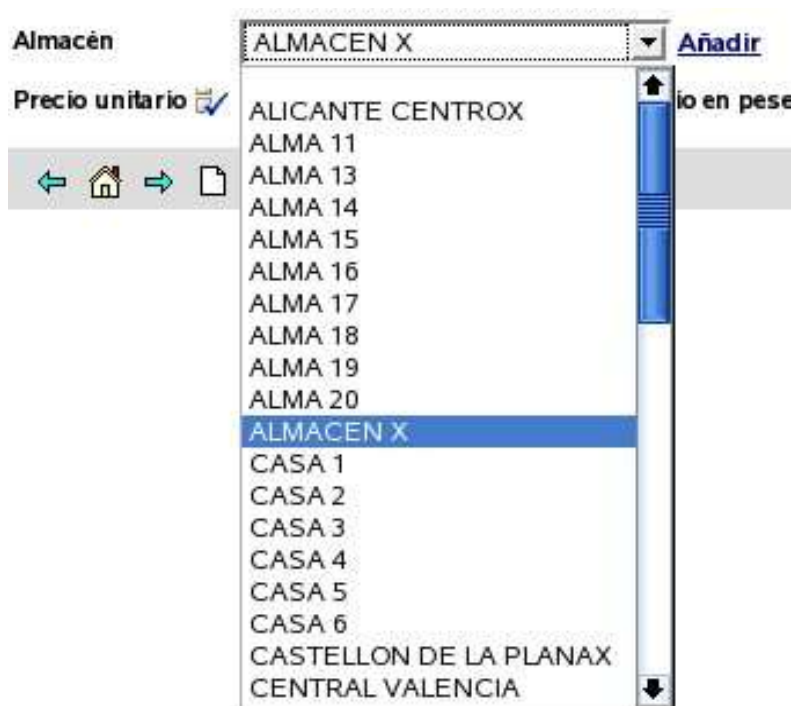 Almacén ALMACEN X Añadir
Precio unitario io en pese
ALICANTE CENTROX
ALMA 11
ALMA 13
ALMA 14
ALMA 15
ALMA 16
ALMA 17
ALMA 18
ALMA 19
ALMA 20
ALMACEN X
CASA 1
CASA 2
CASA 3
CASA 4
CASA 5
CASA 6
CASTELLON DE LA PLANAX
CENTRAL VALENCIA